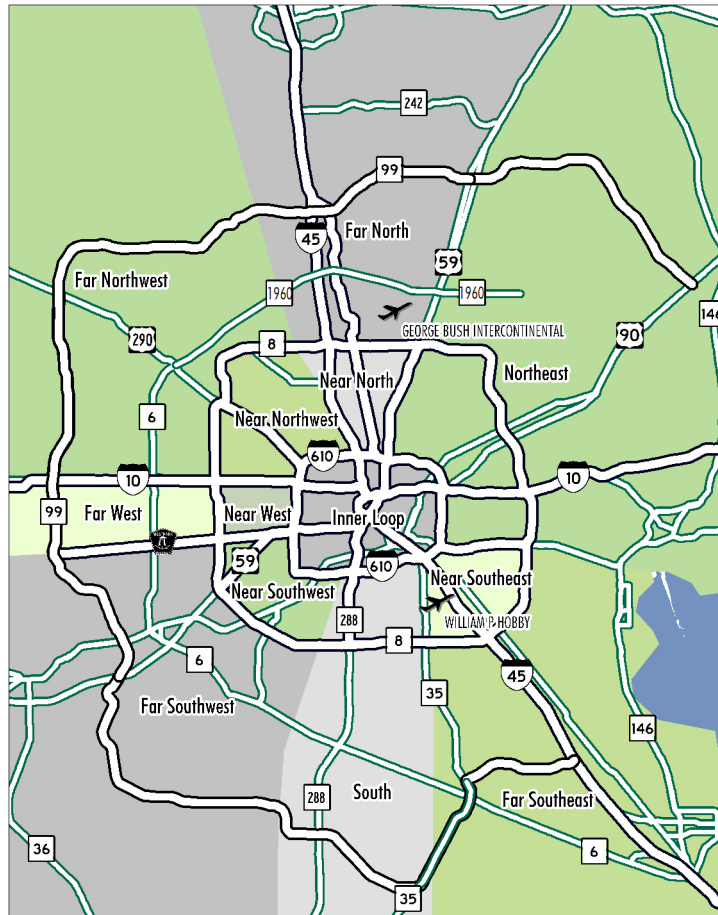 242
99
45
Far North
59
Far Northwest
1960
1960
146
GEORGE BUSH INTERCONTINENTAL
90
290
8
Northeast
Near North
6
Near Northwest
610
10
10
99
Far West
Near West
Inner Loop
59
610
Near Southeast
Near Southwest
288
WILLIAM P HOBBY
8
6
45
35
Far Southwest
146
288
South
Far Southeast
36
6
35